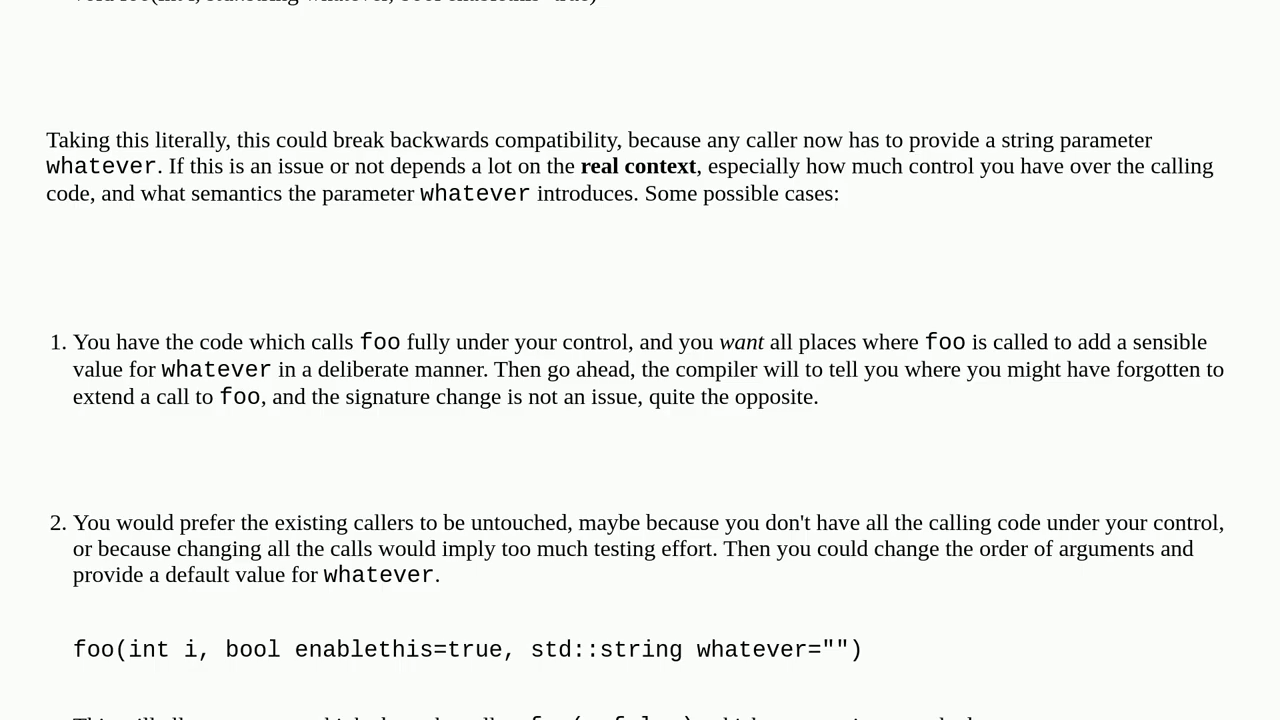 Taking this literally, this could break backwards compatibility, because any caller now has to provide a string parameter
whatever. If this is an issue or not depends a lot on the real context, especially how much control you have over the calling
code, and what semantics the parameter whatever introduces. Some possible cases:
1. You have the code which calls foo fully under your control, and you want all places where foo is called to add a sensible
value for whatever in a deliberate manner. Then go ahead, the compiler will to tell you where you might have forgotten to
extend a call to foo, and the signature change is not an issue, quite the opposite.
2. You would prefer the existing callers to be untouched, maybe because you don't have all the calling code under your control,
or because changing all the calls would imply too much testing effort. Then you could change the order of arguments and
provide a default value for whatever.
foo(int i, bool enablethis=true, std::string whatever="")